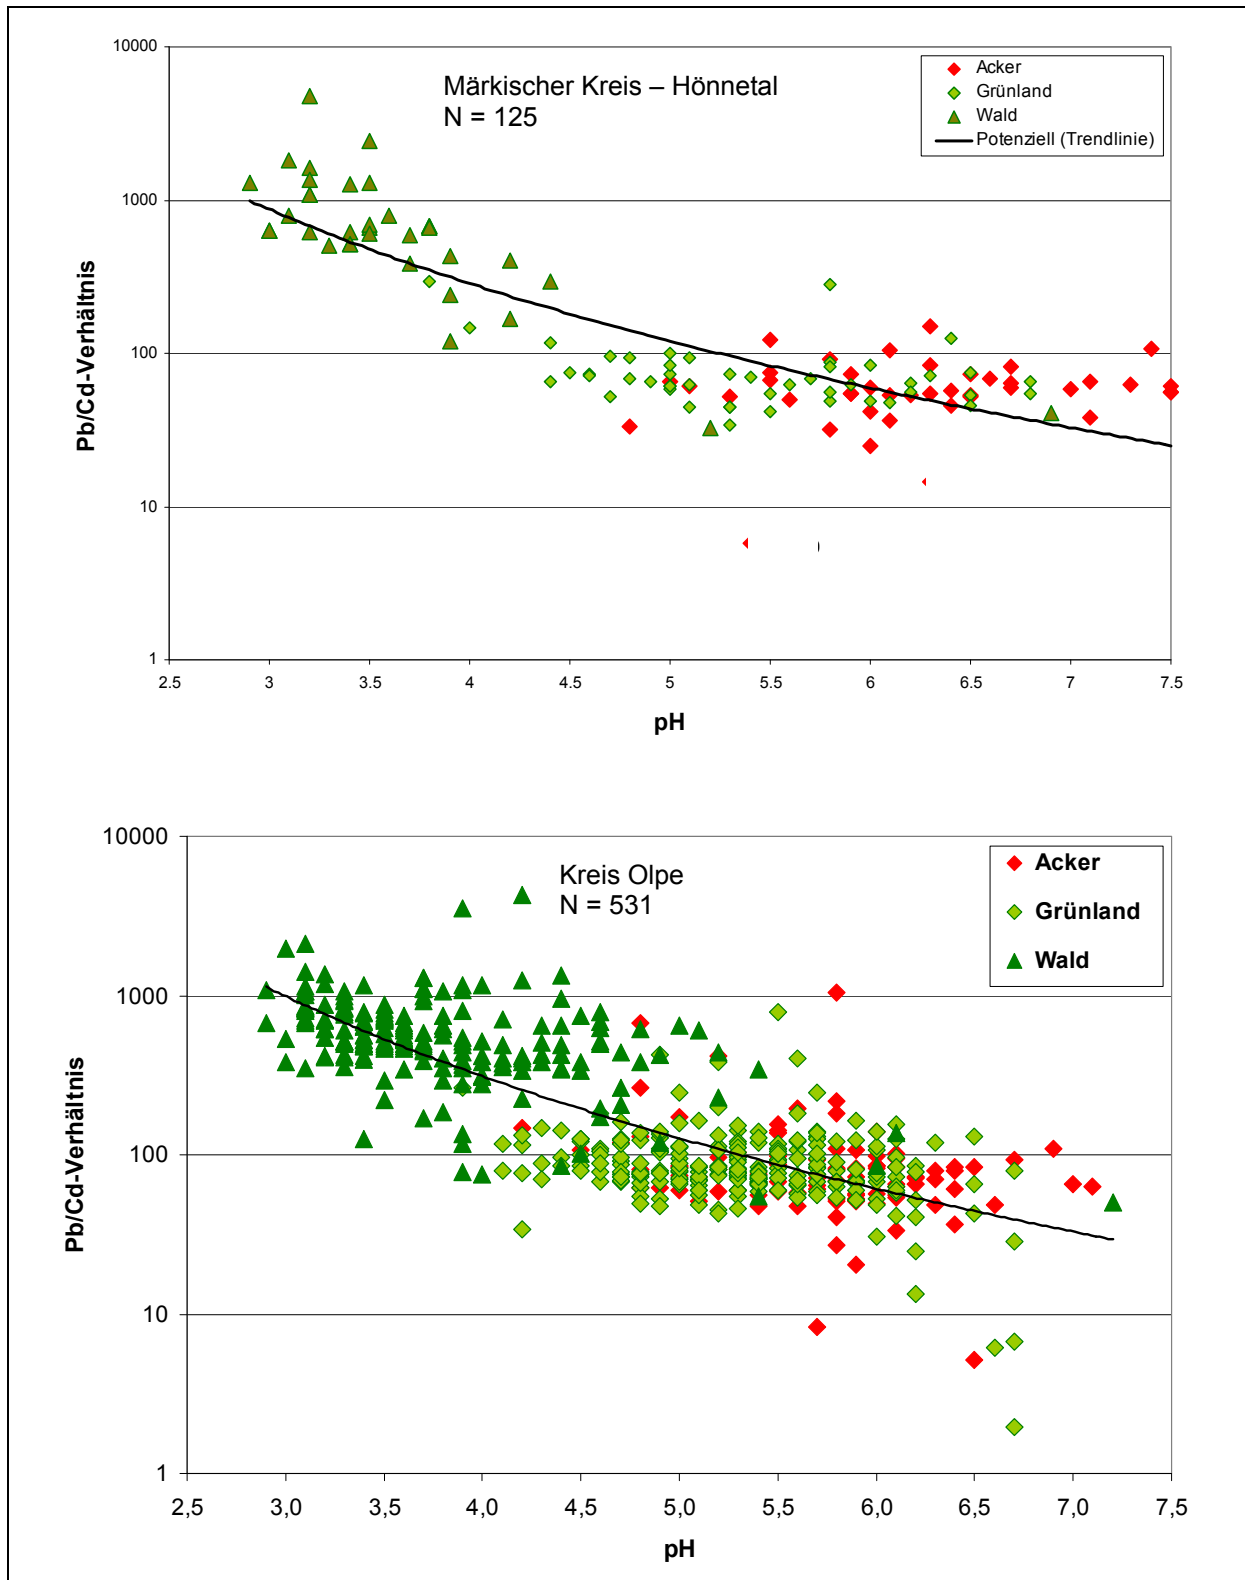 Märkischer Kreis – Hönnetal
N = 125
Acker
Grünland
Wald
Potenziell (Trendlinie)
Pb/Cd-Verhältnis
10000
1000
100
10
1
2.5 3 3.5 4 4.5 5 5.5 6 6.5 7 7.5
pH
Kreis Olpe
N = 531
Acker
Grünland
Wald
Pb/Cd-Verhältnis
10000
1000
100
10
1
2,5 3,0 3,5 4,0 4,5 5,0 5,5 6,0 6,5 7,0 7,5
pH